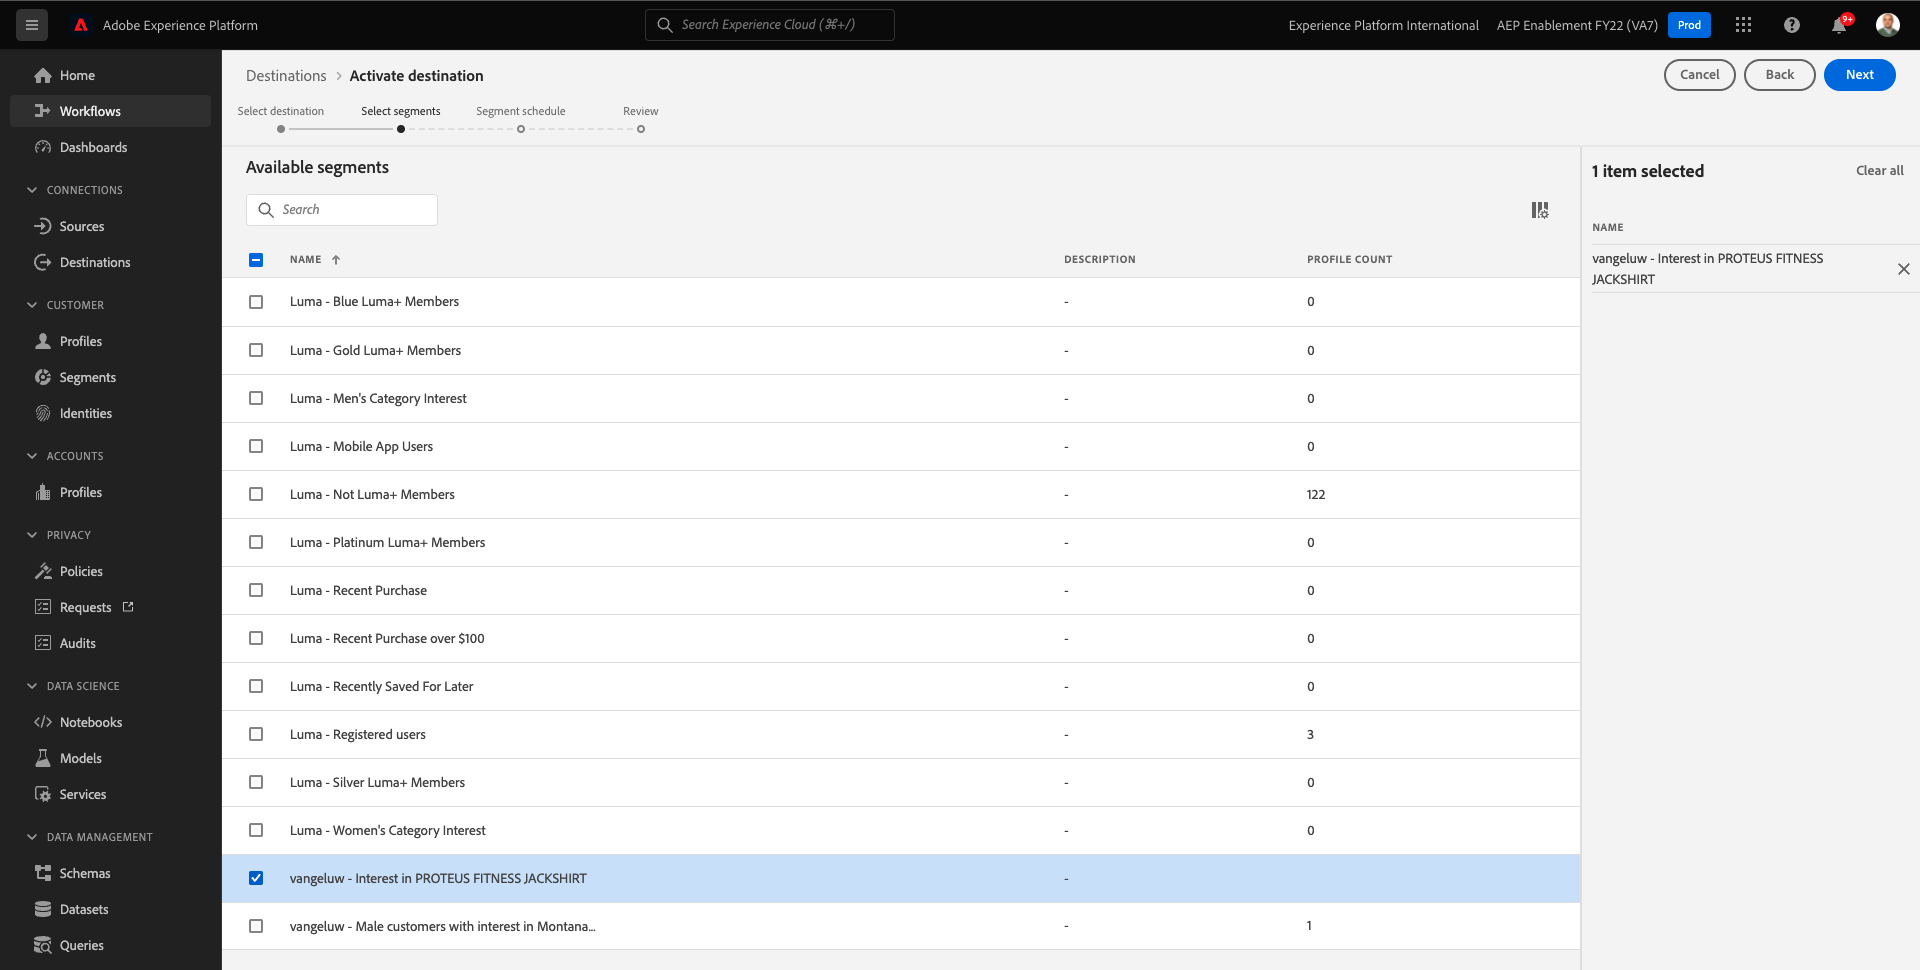 Adobe Experience Platform
Search Experience Cloud (⌘+/)
Experience Platform International
AEP Enablement FY22 (VA7)
Prod
9+
Home
Workflows
Dashboards
CONNECTIONS
Sources
Destinations
CUSTOMER
Profiles
Segments
Identities
ACCOUNTS
Profiles
PRIVACY
Policies
Requests
Audits
DATA SCIENCE
Notebooks
Models
Services
DATA MANAGEMENT
Schemas
Datasets
Queries
Destinations > Activate destination
Cancel
Back
Next
Select destination
Select segments
Segment schedule
Review
Available segments
Search
NAME DESCRIPTION PROFILE COUNT
Luma - Blue Luma+ Members - 0
Luma - Gold Luma+ Members - 0
Luma - Men's Category Interest - 0
Luma - Mobile App Users - 0
Luma - Not Luma+ Members - 122
Luma - Platinum Luma+ Members - 0
Luma - Recent Purchase - 0
Luma - Recent Purchase over $100 - 0
Luma - Recently Saved For Later - 0
Luma - Registered users - 3
Luma - Silver Luma+ Members - 0
Luma - Women's Category Interest - 0
vangeluw - Interest in PROTEUS FITNESS JACKSHIRT -
vangeluw - Male customers with interest in Montana... - 1
1 item selected
Clear all
NAME
vangeluw - Interest in PROTEUS FITNESS
JACKSHIRT